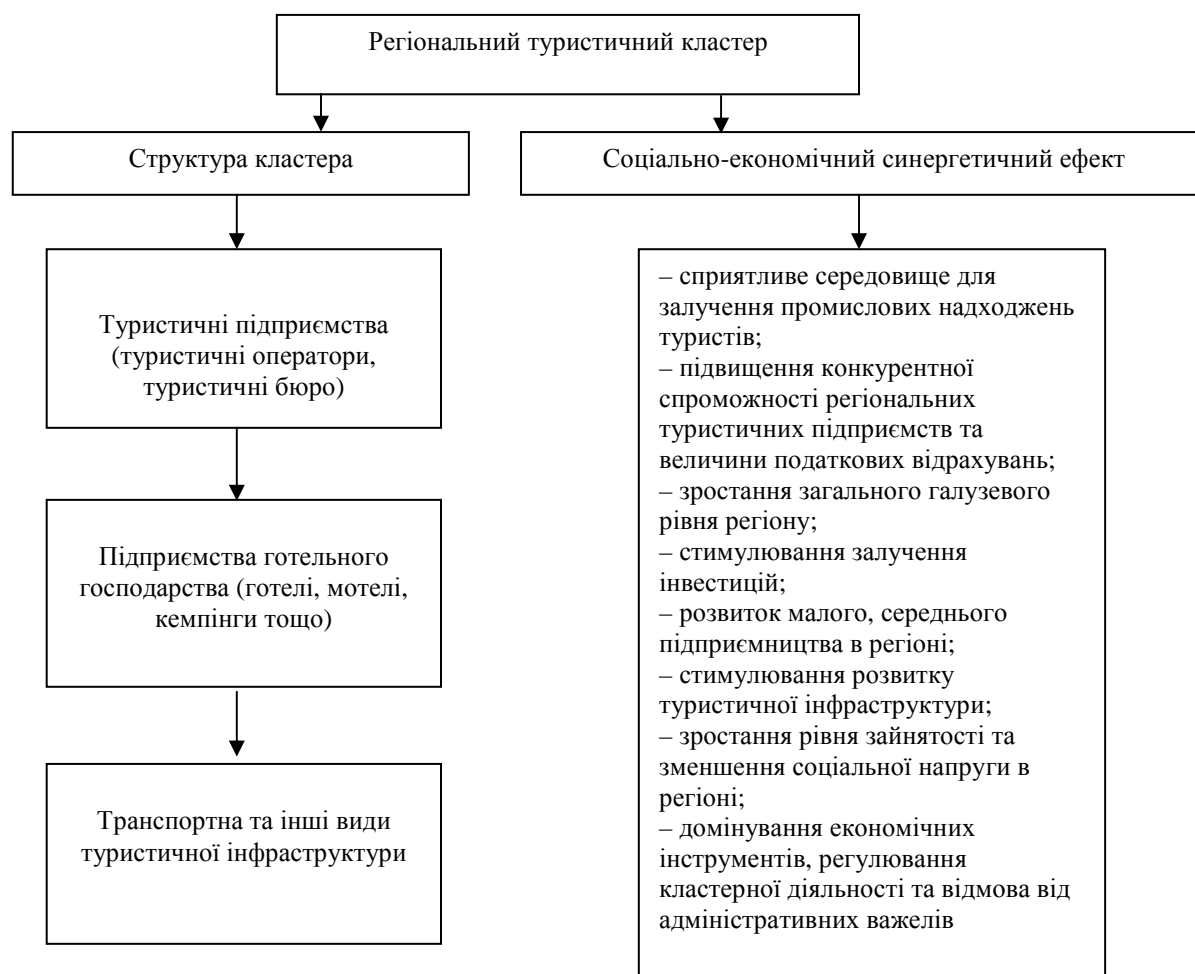 Регіональний туристичний кластер
Структура кластера
Соціально-економічний синергетичний ефект
Туристичні підприємства
(туристичні оператори,
туристичні бюро)
Підприємства готельного
господарства (готелі, мотелі,
кемпінги тощо)
Транспортна та інші види
туристичної інфраструктури
– сприятливе середовище для
залучення промислових надходжень
туристів;
– підвищення конкурентної
спроможності регіональних
туристичних підприємств та
величини податкових відрахувань;
– зростання загального галузевого
рівня регіону;
– стимулювання залучення
інвестицій;
– розвиток малого, середнього
підприємництва в регіоні;
– стимулювання розвитку
туристичної інфраструктури;
– зростання рівня зайнятості та
зменшення соціальної напруги в
регіоні;
– домінування економічних
інструментів, регулювання
кластерної діяльності та відмова від
адміністративних важелів